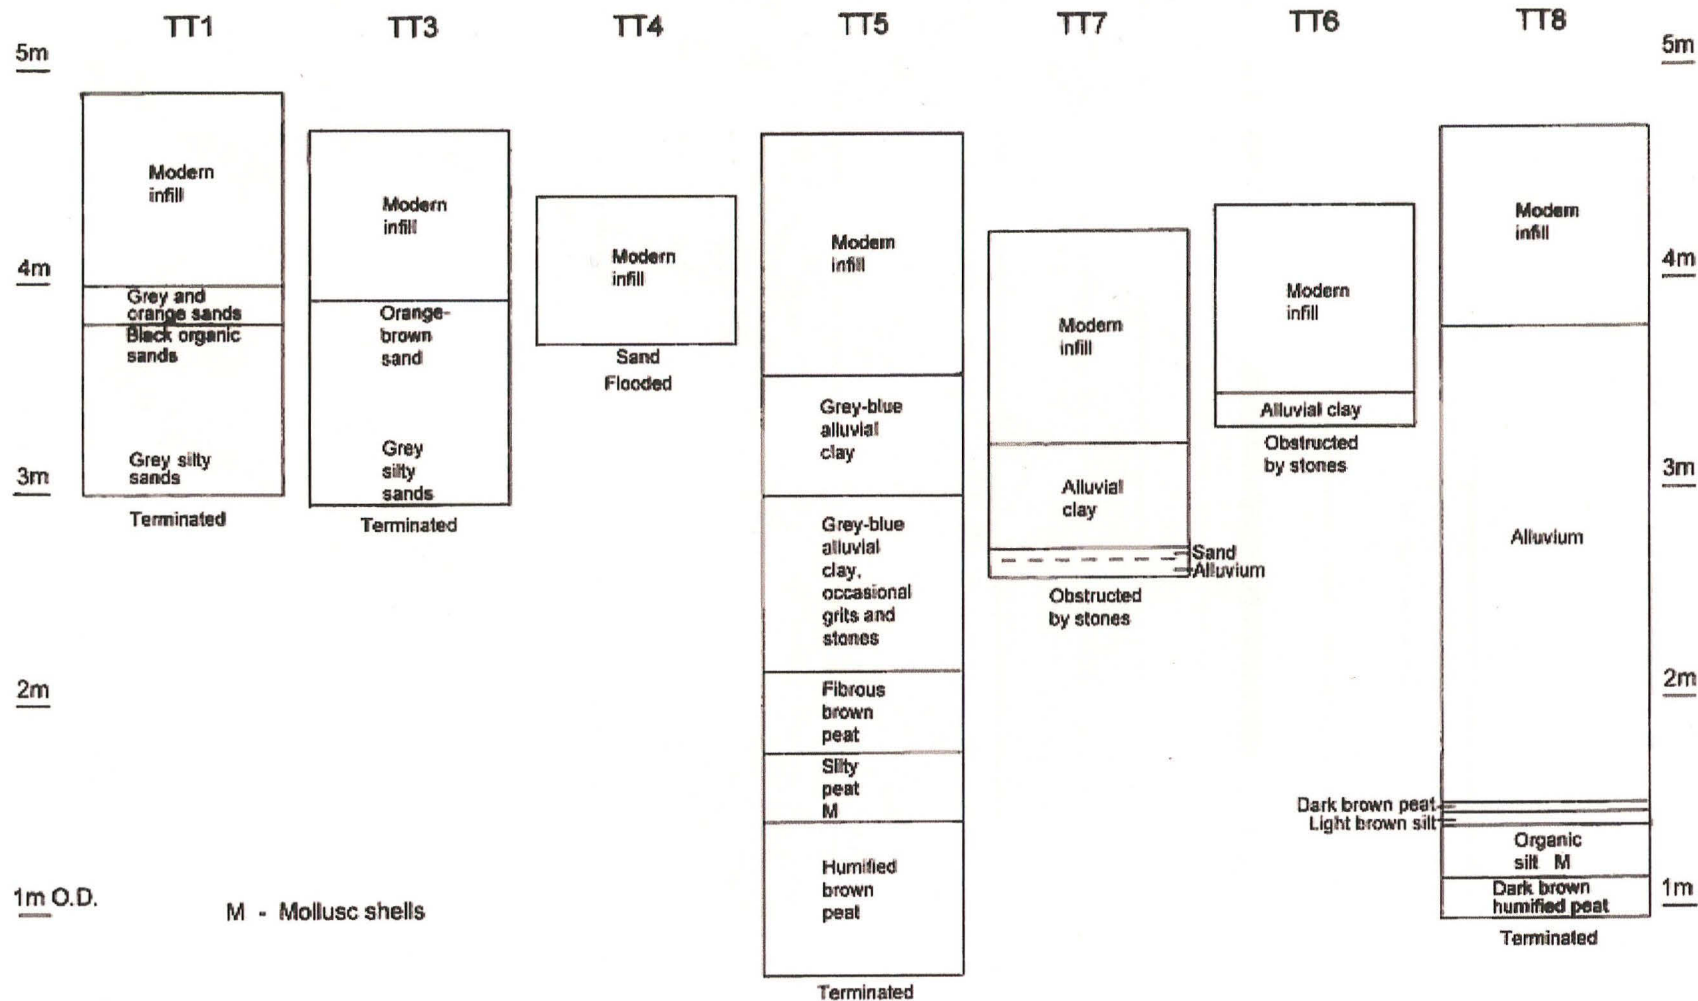 TT1
TT3
TT4
TT5
TT7
TT6
TT8
5m
5m
4m
4m
3m
3m
2m
2m
1m O.D.
1m
Modern
infill
Grey and
orange sands
Black organic
sands
Grey silty
sands
Terminated
Modern
infill
Orange-
brown
sand
Grey
silty
sands
Terminated
Modern
infill
Sand
Flooded
Modern
infill
Grey-blue
alluvial
clay
Grey-blue
alluvial
clay,
occasional
grits and
stones
Fibrous
brown
peat
Silty
peat
M
Humified
brown
peat
Terminated
Modern
infill
Alluvial
clay
Sand
Alluvium
Obstructed
by stones
Modern
infill
Alluvial clay
Obstructed
by stones
Modern
infill
Alluvium
Dark brown peat
Light brown silt
Organic
silt M
Dark brown
humified peat
Terminated
M - Mollusc shells